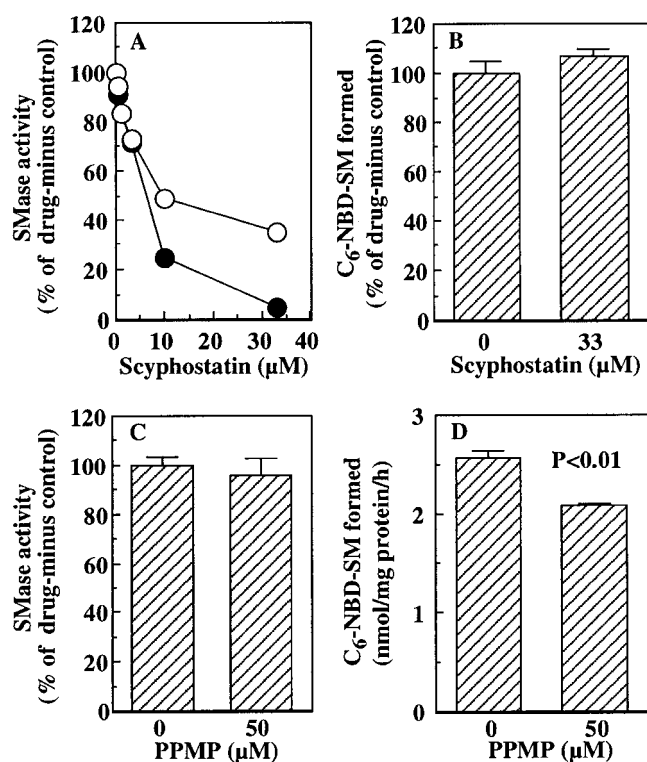 A
SMase activity
(% of drug-minus control)
120
100
80
60
40
20
0
0 10 20 30 40
Scyphostatin (µM)
B
C6-NBD-SM formed
(% of drug-minus control)
120
100
80
60
40
20
0
0 33
Scyphostatin (µM)
C
SMase activity
(% of drug-minus control)
120
100
80
60
40
20
0
0 50
PPMP (µM)
D
P<0.01
C6-NBD-SM formed
(nmol/mg protein/h)
3
2
1
0
0 50
PPMP (µM)